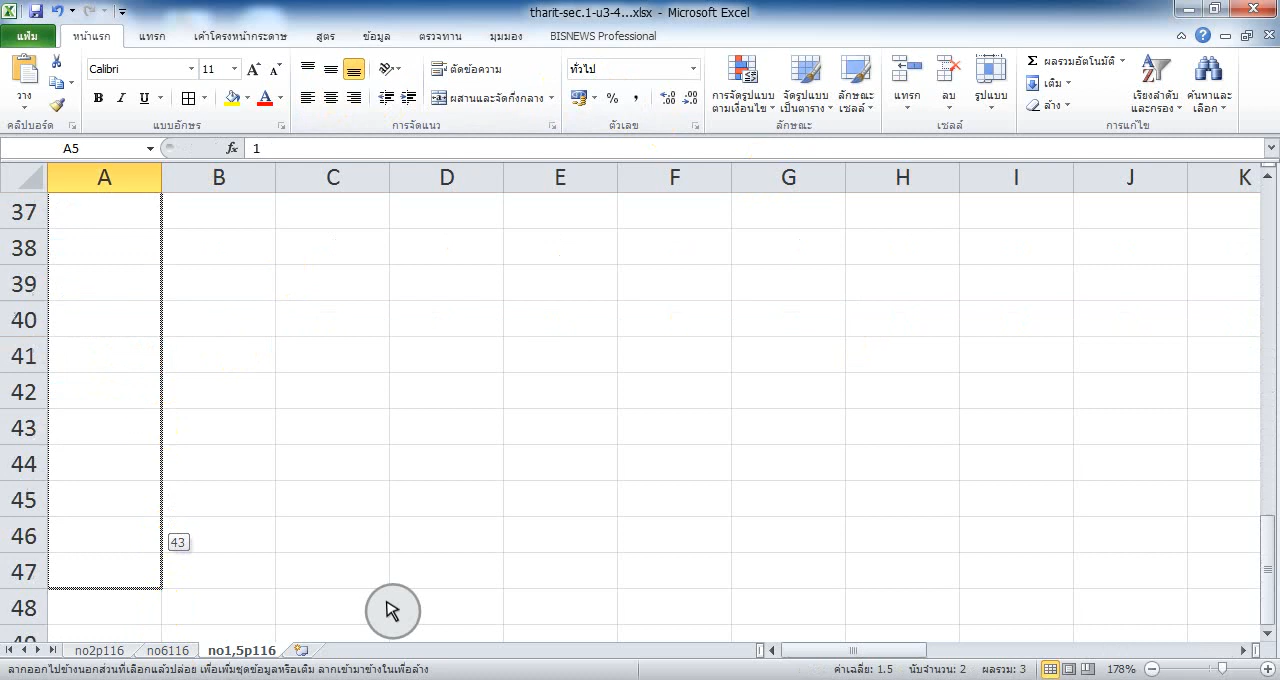 tharit-sec.1-u3-4...xlsx - Microsoft Excel
แฟ้ม หน้าแรก แทรก เค้าโครงหน้ากระดาษ สูตร ข้อมูล ตรวจทาน มุมมอง BISNEWS Professional
วาง
Calibri 11
B I U
A A
ตัดข้อความ
ผสานและจัดกึ่งกลาง
ทั่วไป
%
การจัดรูปแบบ
ตามเงื่อนไข
จัดรูปแบบ
เป็นตาราง
ลักษณะ
เซลล์
แทรก ลบ รูปแบบ
Σ ผลรวมอัตโนมัติ
เติม
ล้าง
เรียงลำดับ
และกรอง
ค้นหาและ
เลือก
คลิปบอร์ด แบบอักษร การจัดแนว ตัวเลข ลักษณะ เซลล์ การแก้ไข
A5 fx 1
A B C D E F G H I J K
37
38
39
40
41
42
43
44
45
46
43
47
48
49
no2p116 no6116 no1,5p116
ลากออกไปข้างนอกส่วนที่เลือกแล้วปล่อย เพื่อเพิ่มชุดข้อมูลหรือเติม ลากเข้ามาข้างในเพื่อล้าง
ค่าเฉลี่ย: 1.5 นับจำนวน: 2 ผลรวม: 3 178%